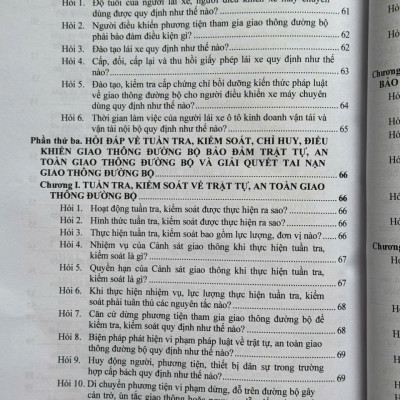 Hỏi 1. Độ tuổi của người lái xe, người điều khiển xe máy chuyên
dùng được quy định như thế nào? 61
Hỏi 2. Người điều khiển phương tiện tham gia giao thông đường bộ
phải bảo đảm điều kiện gì? 62
Hỏi 3. Đào tạo lái xe quy định như thế nào? 62
Hỏi 4. Cấp, đổi, cấp lại và thu hồi giấy phép lái xe quy định như thế
nào? 63
Hỏi 5. Đào tạo, kiểm tra cấp chứng chỉ bồi dưỡng kiến thức pháp luật
về giao thông đường bộ cho người điều khiển xe máy chuyên
dùng quy định như thế nào? 64
Hỏi 6. Thời gian làm việc của người lái xe ô tô kinh doanh vận tải và
vận tải nội bộ quy định như thế nào? 65
Phần thứ ba. HỎI ĐÁP VỀ TUẦN TRA, KIỂM SOÁT, CHỈ HUY, ĐIỀU
KHIỂN GIAO THÔNG ĐƯỜNG BỘ BẢO ĐẢM TRẬT TỰ, AN
TOÀN GIAO THÔNG ĐƯỜNG BỘ VÀ GIẢI QUYẾT TAI NẠN
GIAO THÔNG ĐƯỜNG BỘ 66
Chương I. TUẦN TRA, KIỂM SOÁT VỀ TRẬT TỰ, AN TOÀN GIAO
THÔNG ĐƯỜNG BỘ 66
Hỏi 1. Hoạt động tuần tra, kiểm soát được thực hiện ra sao? 66
Hỏi 2. Hình thức tuần tra, kiểm soát được thực hiện ra sao? 66
Hỏi 3. Thực hiện tuần tra, kiểm soát bao gồm lực lượng, đơn vị nào? 66
Hỏi 4. Nhiệm vụ của Cảnh sát giao thông khi thực hiện tuần tra,
kiểm soát là gì? 67
Hỏi 5. Quyền hạn của Cảnh sát giao thông khi thực hiện tuần tra,
kiểm soát là gì? 67
Hỏi 6. Khi thực hiện nhiệm vụ, lực lượng thực hiện tuần tra, kiểm
soát phải tuân thủ các nguyên tắc nào? 68
Hỏi 7. Căn cứ dừng phương tiện tham gia giao thông đường bộ để
kiểm tra, kiểm soát quy định như thế nào? 68
Hỏi 8. Biện pháp phát hiện vi phạm pháp luật về trật tự, an toàn giao
thông đường bộ quy định như thế nào? 69
Hỏi 9. Huy động người, phương tiện, thiết bị dân sự trong trường
hợp cấp bách quy định như thế nào? 69
Hỏi 10. Di chuyển phương tiện vi phạm dừng, đỗ trên đường bộ gây
cản trở, ùn tắc giao thông hoặc
Chương
BẢO
Chương